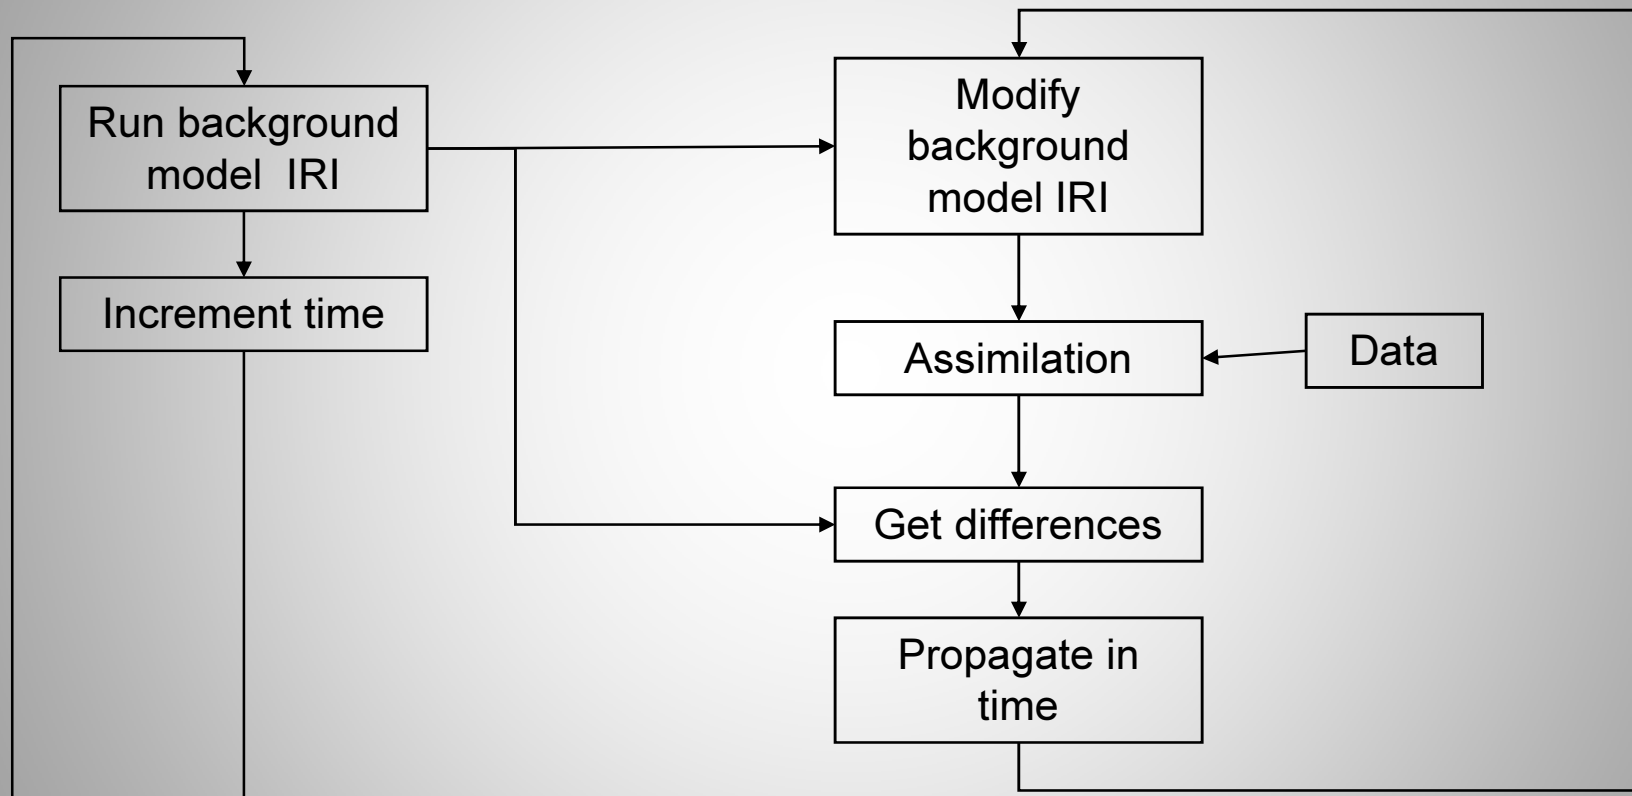 Run background
model IRI
Increment time
Modify
background
model IRI
Assimilation
Data
Get differences
Propagate in
time